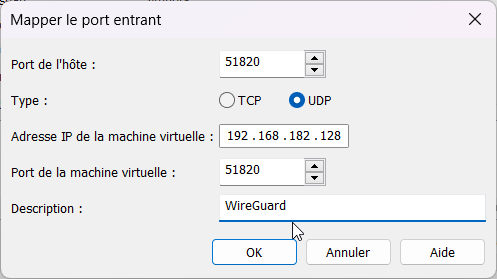 Mapper le port entrant
Port de l'hôte : 51820
Type : TCP UDP
Adresse IP de la machine virtuelle : 192 . 168 . 182 . 128
Port de la machine virtuelle : 51820
Description : WireGuard
OK Annuler Aide